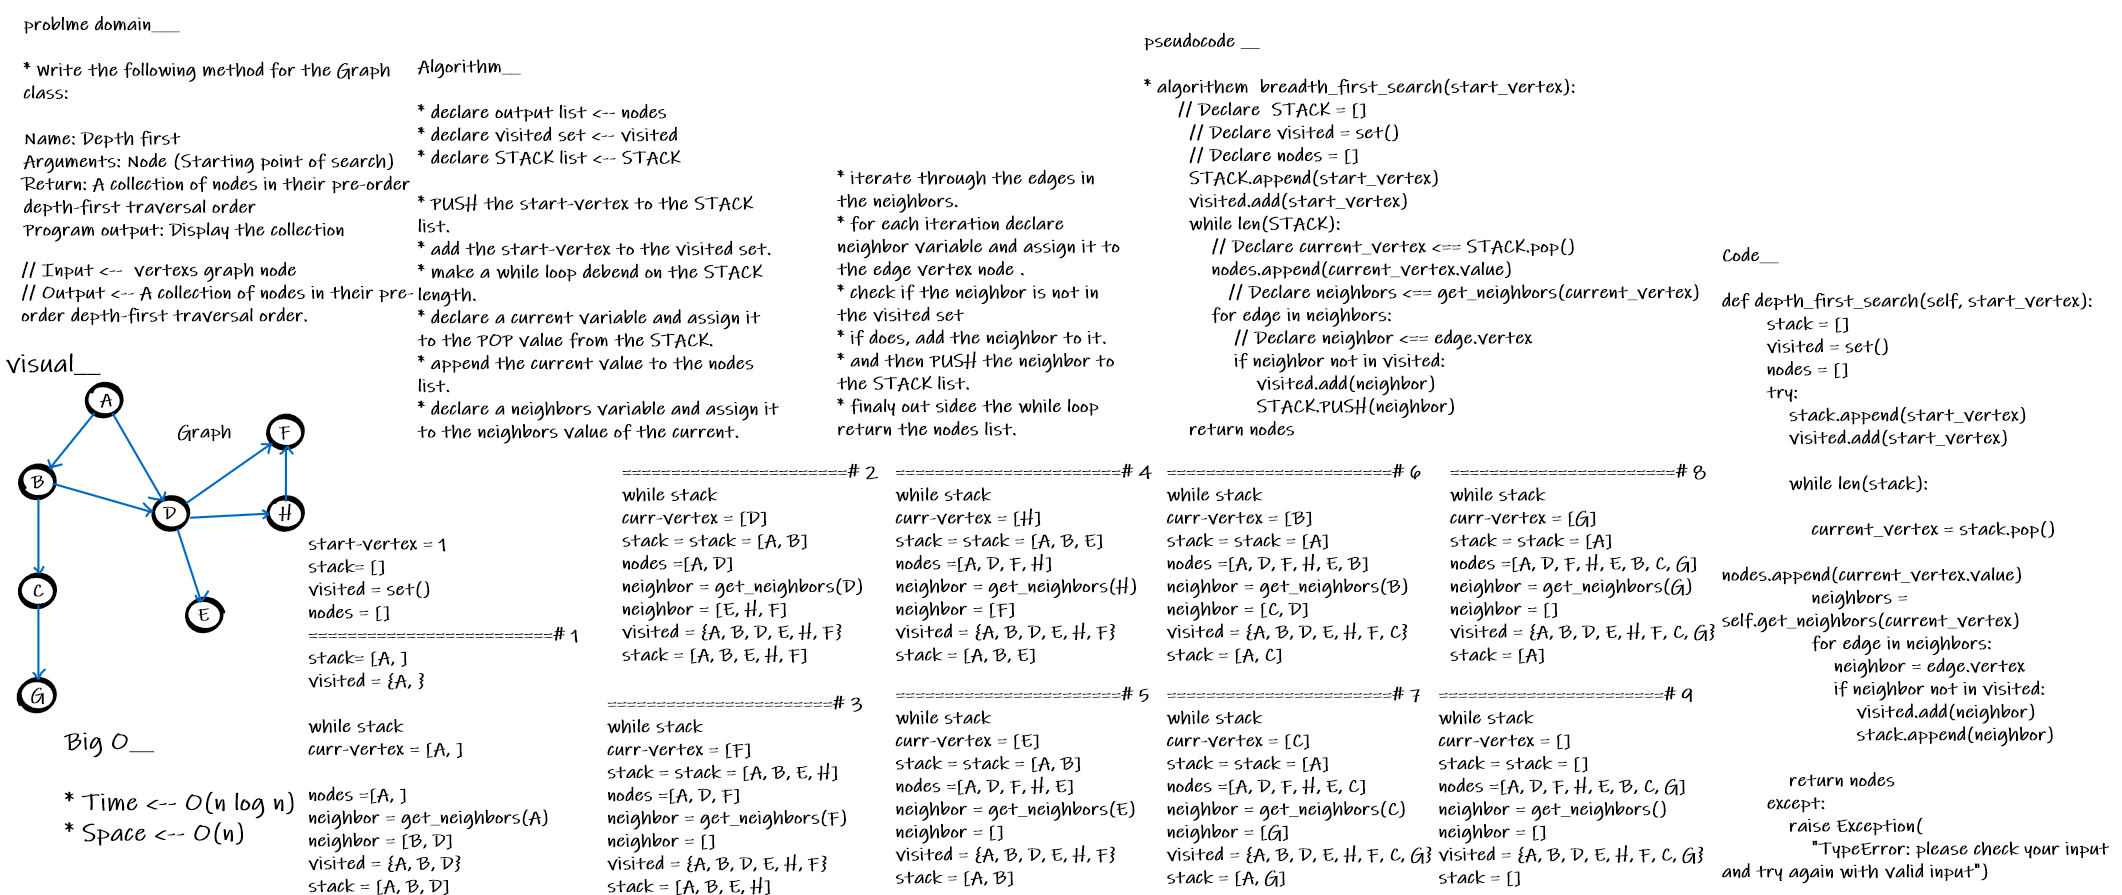 problme domain___
* Write the following method for the Graph
class:
Name: Depth first
Arguments: Node (Starting point of search)
Return: A collection of nodes in their pre-order
depth-first traversal order
Program output: Display the collection
// Input <-- vertexs graph node
// Output <-- A collection of nodes in their pre-
order depth-first traversal order.
Algorithm__
* declare output list <-- nodes
* declare visited set <-- visited
* declare STACK list <-- STACK
* PUSH the start-vertex to the STACK
list.
* add the start-vertex to the visited set.
* make a while loop debend on the STACK
length.
* declare a current variable and assign it
to the POP value from the STACK.
* append the current value to the nodes
list.
* declare a neighbors variable and assign it
to the neighbors value of the current.
* iterate through the edges in
the neighbors.
* for each iteration declare
neighbor variable and assign it to
the edge vertex node .
* check if the neighbor is not in
the visited set
* if does, add the neighbor to it.
* and then PUSH the neighbor to
the STACK list.
* finaly out sidee the while loop
return the nodes list.
pseudocode __
* algorithem  breadth_first_search(start_vertex):
// Declare  STACK = []
// Declare visited = set()
// Declare nodes = []
STACK.append(start_vertex)
visited.add(start_vertex)
while len(STACK):
// Declare current_vertex <== STACK.pop()
nodes.append(current_vertex.value)
// Declare neighbors <== get_neighbors(current_vertex)
for edge in neighbors:
// Declare neighbor <== edge.vertex
if neighbor not in visited:
visited.add(neighbor)
STACK.PUSH(neighbor)
return nodes
Code__
def depth_first_search(self, start_vertex):
stack = []
visited = set()
nodes = []
try:
stack.append(start_vertex)
visited.add(start_vertex)
while len(stack):
current_vertex = stack.pop()
nodes.append(current_vertex.value)
neighbors =
self.get_neighbors(current_vertex)
for edge in neighbors:
neighbor = edge.vertex
if neighbor not in visited:
visited.add(neighbor)
stack.append(neighbor)
return nodes
except:
raise Exception(
"TypeError: please check your input
and try again with valid input")
visual__
A
Graph
F
B
D
H
C
E
G
Big O__
* Time <-- O(n log n)
* Space <-- O(n)
start-vertex = 1
stack= []
visited = set()
nodes = []
=========================# 1
stack= [A, ]
visited = {A, }
while stack
curr-vertex = [A, ]
nodes =[A, ]
neighbor = get_neighbors(A)
neighbor = [B, D]
visited = {A, B, D}
stack = [A, B, D]
=======================# 2
while stack
curr-vertex = [D]
stack = stack = [A, B]
nodes =[A, D]
neighbor = get_neighbors(D)
neighbor = [E, H, F]
visited = {A, B, D, E, H, F}
stack = [A, B, E, H, F]
=======================# 3
while stack
curr-vertex = [F]
stack = stack = [A, B, E, H]
nodes =[A, D, F]
neighbor = get_neighbors(F)
neighbor = []
visited = {A, B, D, E, H, F}
stack = [A, B, E, H]
=======================# 4
while stack
curr-vertex = [H]
stack = stack = [A, B, E]
nodes =[A, D, F, H]
neighbor = get_neighbors(H)
neighbor = [F]
visited = {A, B, D, E, H, F}
stack = [A, B, E]
=======================# 5
while stack
curr-vertex = [E]
stack = stack = [A, B]
nodes =[A, D, F, H, E]
neighbor = get_neighbors(E)
neighbor = []
visited = {A, B, D, E, H, F}
stack = [A, B]
=======================# 6
while stack
curr-vertex = [B]
stack = stack = [A]
nodes =[A, D, F, H, E, B]
neighbor = get_neighbors(B)
neighbor = [C, D]
visited = {A, B, D, E, H, F, C}
stack = [A, C]
=======================# 7
while stack
curr-vertex = [C]
stack = stack = [A]
nodes =[A, D, F, H, E, C]
neighbor = get_neighbors(C)
neighbor = [G]
visited = {A, B, D, E, H, F, C, G}
stack = [A, G]
=======================# 8
while stack
curr-vertex = [G]
stack = stack = [A]
nodes =[A, D, F, H, E, B, C, G]
neighbor = get_neighbors(G)
neighbor = []
visited = {A, B, D, E, H, F, C, G}
stack = [A]
=======================# 9
while stack
curr-vertex = []
stack = stack = []
nodes =[A, D, F, H, E, B, C, G]
neighbor = get_neighbors()
neighbor = []
visited = {A, B, D, E, H, F, C, G}
stack = []